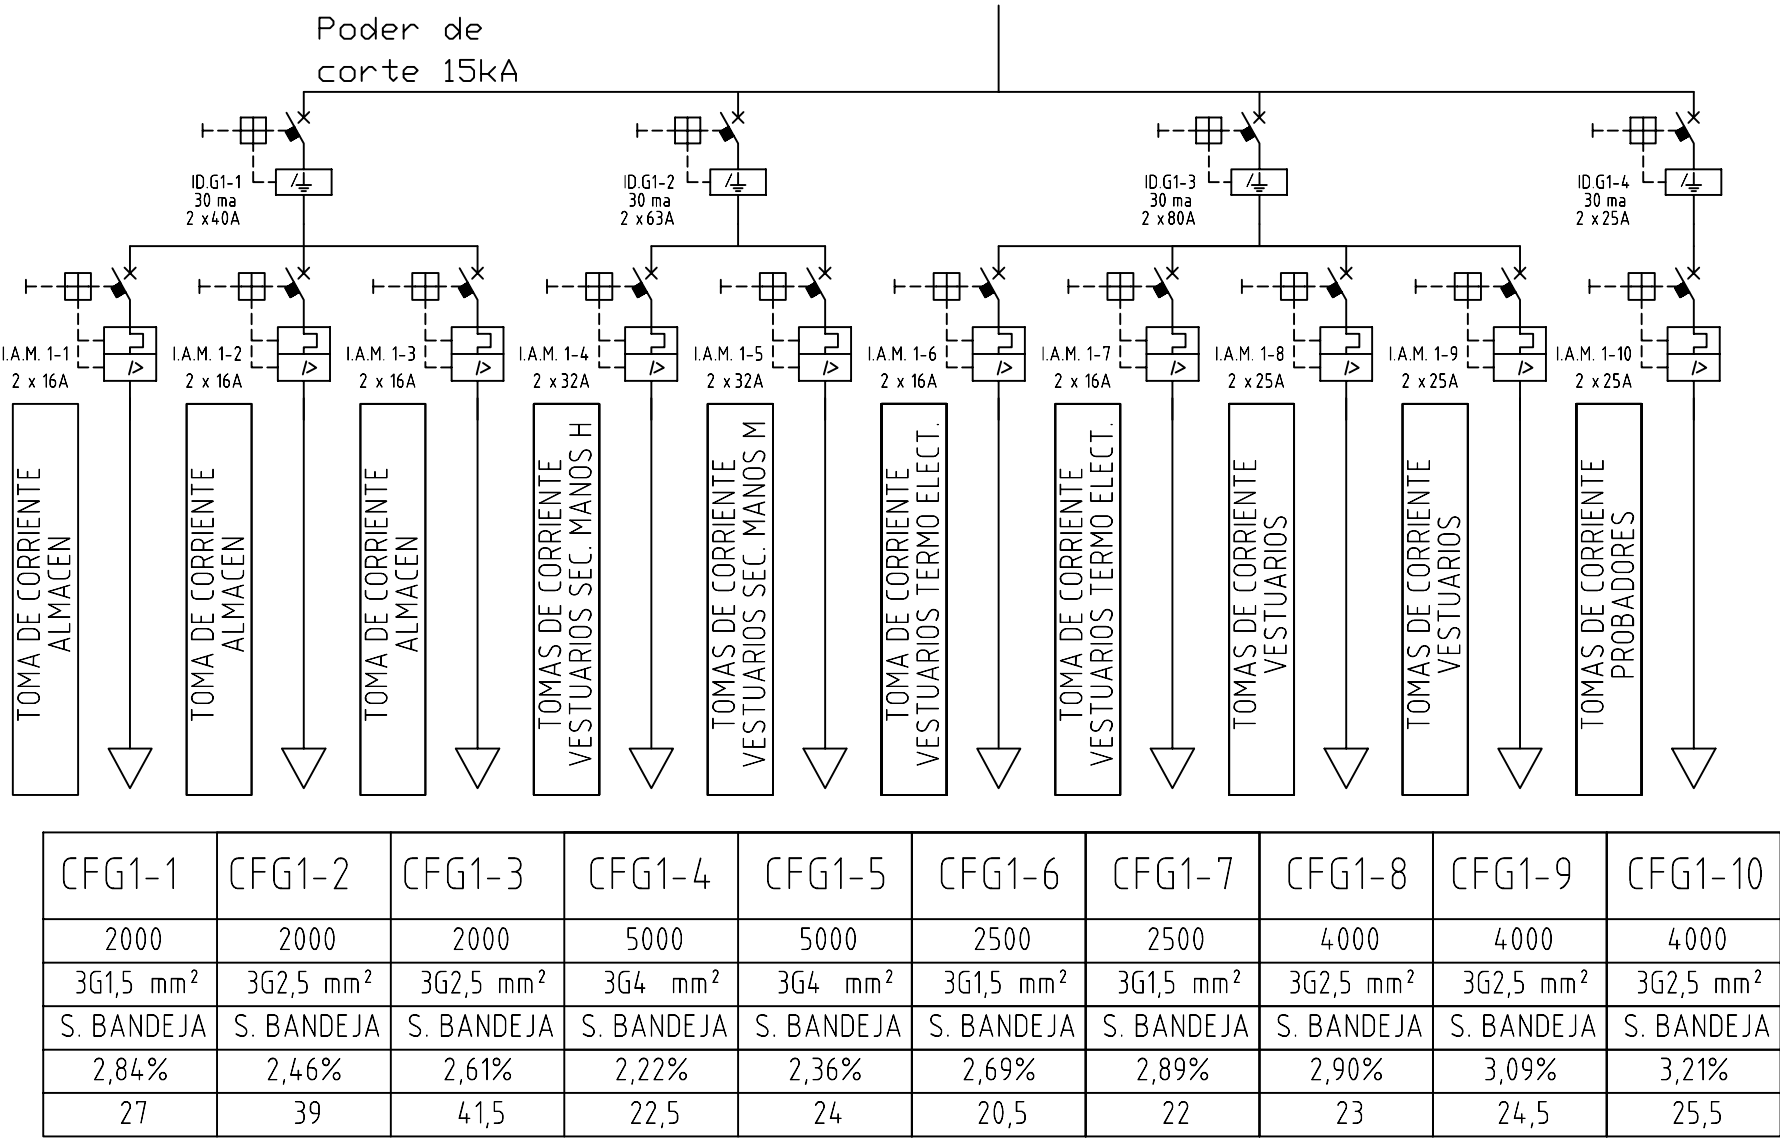 Poder de
corte 15kA
ID.G1-1
30 ma
2 x40A
ID.G1-2
30 ma
2 x63A
ID.G1-3
30 ma
2 x80A
ID.G1-4
30 ma
2 x25A
I.A.M. 1-1
2 x 16A
I.A.M. 1-2
2 x 16A
I.A.M. 1-3
2 x 16A
I.A.M. 1-4
2 x 32A
I.A.M. 1-5
2 x 32A
I.A.M. 1-6
2 x 16A
I.A.M. 1-7
2 x 16A
I.A.M. 1-8
2 x 25A
I.A.M. 1-9
2 x 25A
I.A.M. 1-10
2 x 25A
TOMA DE CORRIENTE
ALMACEN
TOMA DE CORRIENTE
ALMACEN
TOMA DE CORRIENTE
ALMACEN
TOMAS DE CORRIENTE
VESTUARIOS SEC. MANOS H
TOMAS DE CORRIENTE
VESTUARIOS SEC. MANOS M
TOMA DE CORRIENTE
VESTUARIOS TERMO ELECT.
TOMA DE CORRIENTE
VESTUARIOS TERMO ELECT.
TOMAS DE CORRIENTE
VESTUARIOS
TOMAS DE CORRIENTE
VESTUARIOS
TOMAS DE CORRIENTE
PROBADORES
CFG1-1 CFG1-2 CFG1-3 CFG1-4 CFG1-5 CFG1-6 CFG1-7 CFG1-8 CFG1-9 CFG1-10
2000 2000 2000 5000 5000 2500 2500 4000 4000 4000
3G1,5 mm² 3G2,5 mm² 3G2,5 mm² 3G4 mm² 3G4 mm² 3G1,5 mm² 3G1,5 mm² 3G2,5 mm² 3G2,5 mm² 3G2,5 mm²
S. BANDEJA S. BANDEJA S. BANDEJA S. BANDEJA S. BANDEJA S. BANDEJA S. BANDEJA S. BANDEJA S. BANDEJA S. BANDEJA
2,84% 2,46% 2,61% 2,22% 2,36% 2,69% 2,89% 2,90% 3,09% 3,21%
27 39 41,5 22,5 24 20,5 22 23 24,5 25,5